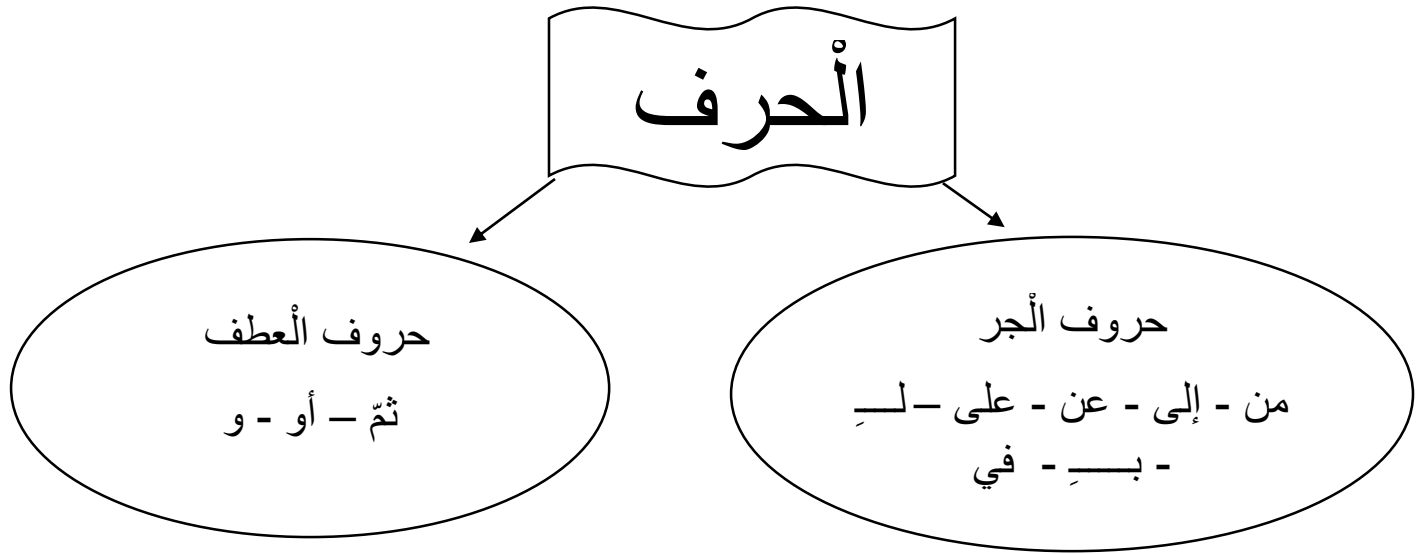 الْحرف
حروف الْجر
من - إلى - عن - على – لـــِ
- بـــــِ - في
حروف الْعطف
ثمّ – أو - و